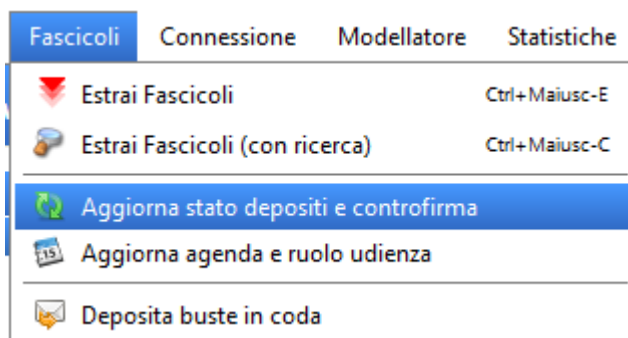 Fascicoli Connessione Modellatore Statistiche
Estrai Fascicoli Ctrl+Maiusc-E
Estrai Fascicoli (con ricerca) Ctrl+Maiusc-C
Aggiorna stato depositi e controfirma
15 Aggiorna agenda e ruolo udienza
Deposita buste in coda